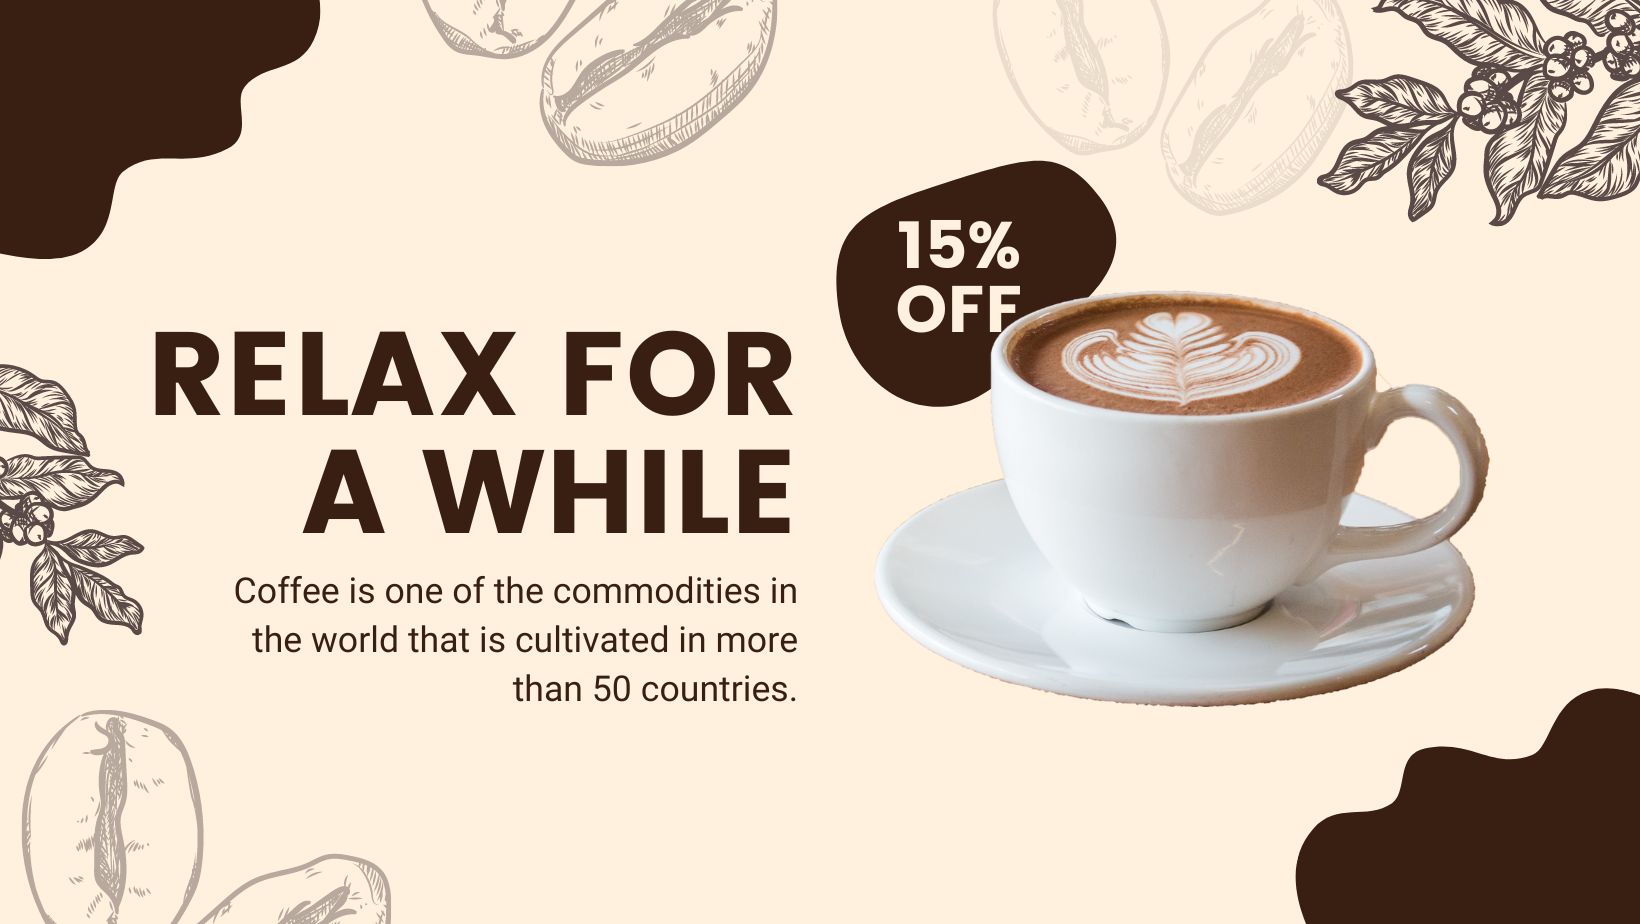 15%
OFF
RELAX FOR
A WHILE
Coffee is one of the commodities in
the world that is cultivated in more
than 50 countries.